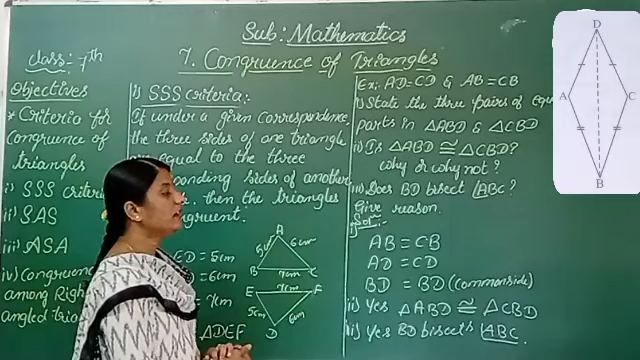 Sub: Mathematics
class: 7th
7. Congruence of Triangles
Objectives
* Criteria for
congruence of
triangles
i) SSS criteria
ii) SAS
iii) ASA
iv) Congruence
among Right
angled
i) SSS criteria:
If under a given correspondence,
the three sides of one triangle
are equal to the three
sides of another
then the triangles
congruent.
ED = 5cm
= 6cm
= 7cm
ΔDEF
A
5cm
6cm
B
7cm
C
E
7cm
F
5cm
6cm
D
Ex: AD=CD & AB=CB
i) State the three pairs of
parts in ΔABD & ΔCBD
ii) Is ΔABD ≅ ΔCBD?
why or why not?
iii) Does BD bisect ∠ABC?
Give reason.
Sol:-
AB = CB
AD = CD
BD = BD (common side)
ii) Yes ΔABD ≅ ΔCBD
ii) Yes BD bisects ∠ABC.
D
A
C
B